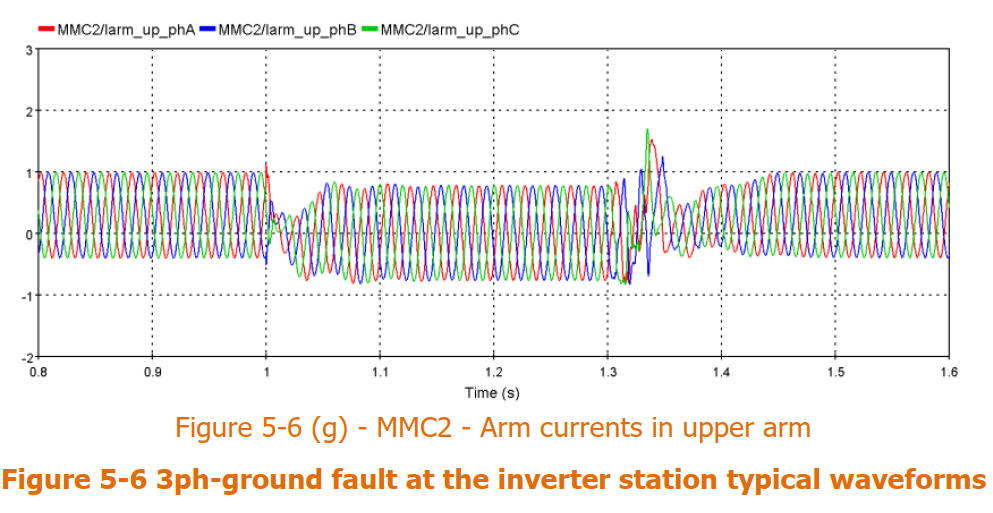 MMC2/Iarm_up_phA MMC2/Iarm_up_phB MMC2/Iarm_up_phC
3
2
1
0
-1
-2
0.8 0.9 1 1.1 1.2 1.3 1.4 1.5 1.6
Time (s)
Figure 5-6 (g) - MMC2 - Arm currents in upper arm
Figure 5-6 3ph-ground fault at the inverter station typical waveforms